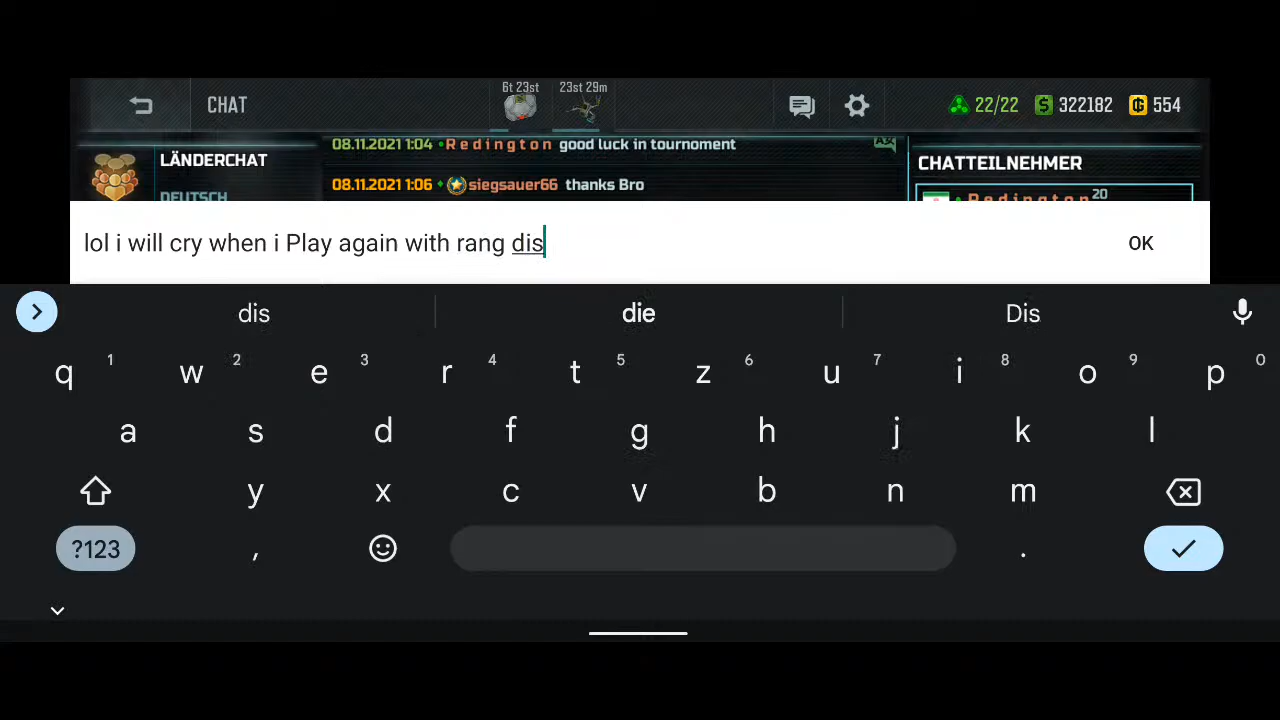 6t 23st 23st 29m
CHAT 22/22 322182 554
LÄNDERCHAT
08.11.2021 1:04 Redington good luck in tournoment
CHATTEILNEHMER
DEUTSCH
08.11.2021 1:06 siegsauer66 thanks Bro
Redington 20
lol i will cry when i Play again with rang dis OK
dis die Dis
q 1 w 2 e 3 r 4 t 5 z 6 u 7 i 8 o 9 p 0
a s d f g h j k l
y x c v b n m
?123 , .